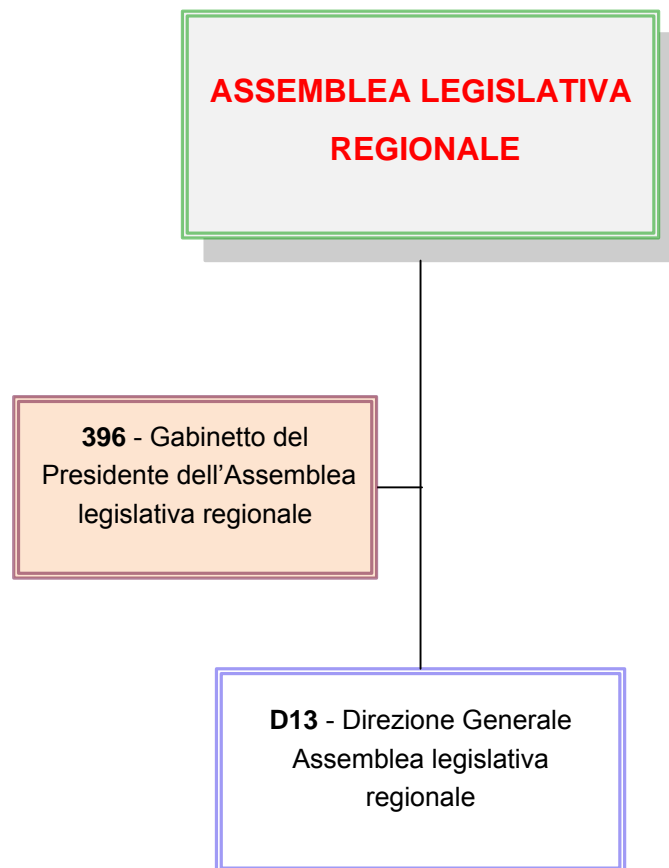 ASSEMBLEA LEGISLATIVA
REGIONALE
396 - Gabinetto del
Presidente dell’Assemblea
legislativa regionale
D13 - Direzione Generale
Assemblea legislativa
regionale